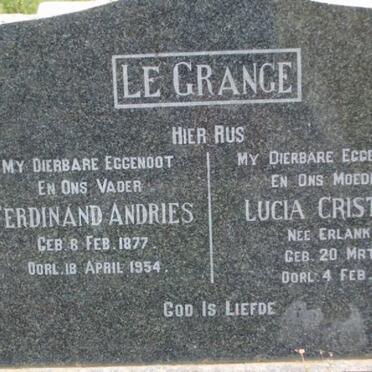 LE GRANGE
HIER RUS
MY DIERBARE EGGENOOT
EN ONS VADER
FERDINAND ANDRIES
GEB. 8 FEB. 1877.
OORL. 18 APRIL 1954.
MY DIERBARE EGGE
EN ONS MOED
LUCIA CRIST
NEE ERLANK
GEB. 20 MRT
OORL. 4 FEB.
GOD IS LIEFDE